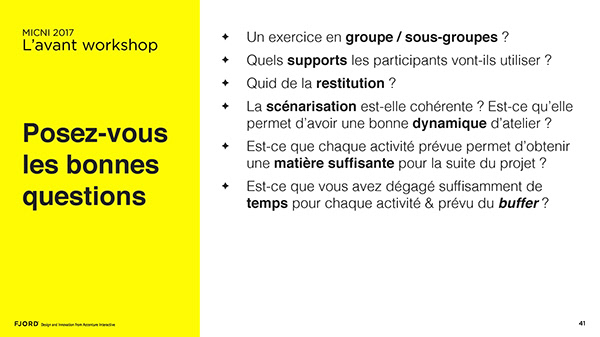 MICNI 2017
L’avant workshop
Posez-vous
les bonnes
questions
✦ Un exercice en groupe / sous-groupes ?
✦ Quels supports les participants vont-ils utiliser ?
✦ Quid de la restitution ?
✦ La scénarisation est-elle cohérente ? Est-ce qu’elle
permet d’avoir une bonne dynamique d’atelier ?
✦ Est-ce que chaque activité prévue permet d’obtenir
une matière suffisante pour la suite du projet ?
✦ Est-ce que vous avez dégagé suffisamment de
temps pour chaque activité & prévu du buffer ?
FJORD Design and Innovation from Accenture Interactive
41